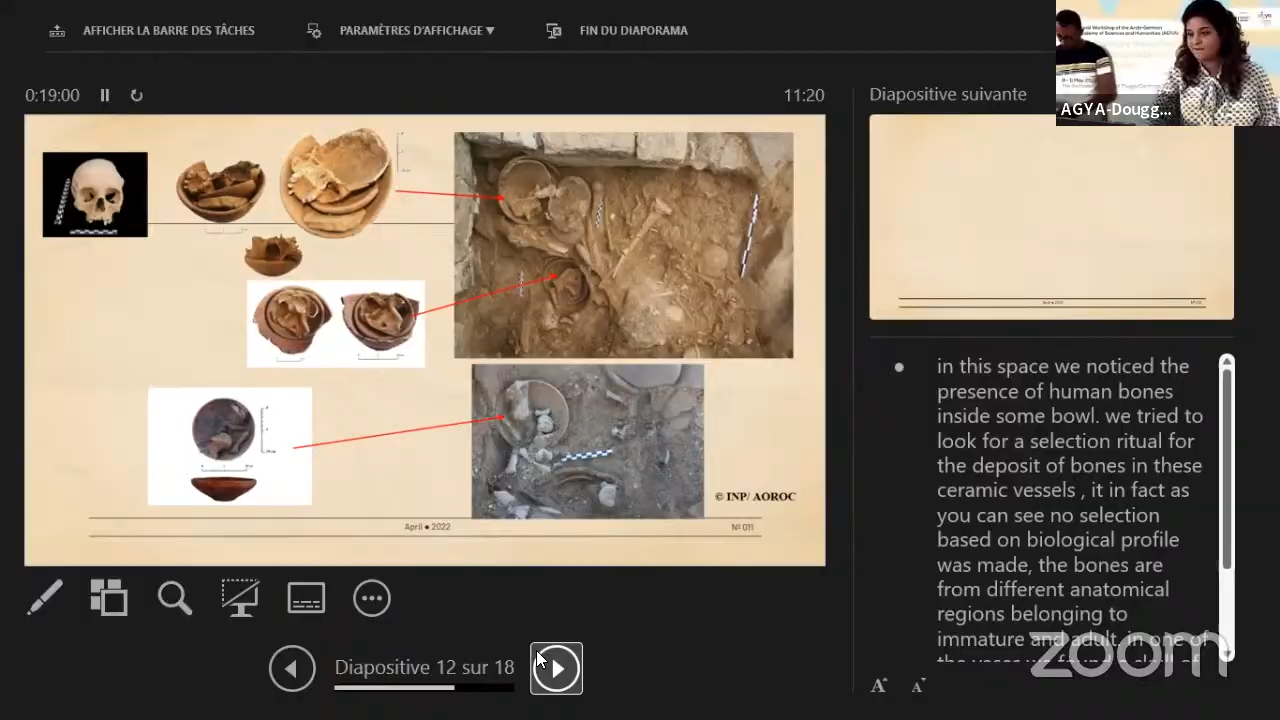 AFFICHER LA BARRE DES TÂCHES
PARAMÈTRES D'AFFICHAGE ▼
FIN DU DIAPORAMA
0:19:00
11:20
Diapositive suivante
AGYA-Dougg...
© INP/ AOROC
April ● 2022
Nº 011
in this space we noticed the
presence of human bones
inside some bowl. we tried to
look for a selection ritual for
the deposit of bones in these
ceramic vessels , it in fact as
you can see no selection
based on biological profile
was made, the bones are
from different anatomical
regions belonging to
immature and adult. in one of
Diapositive 12 sur 18
zoom